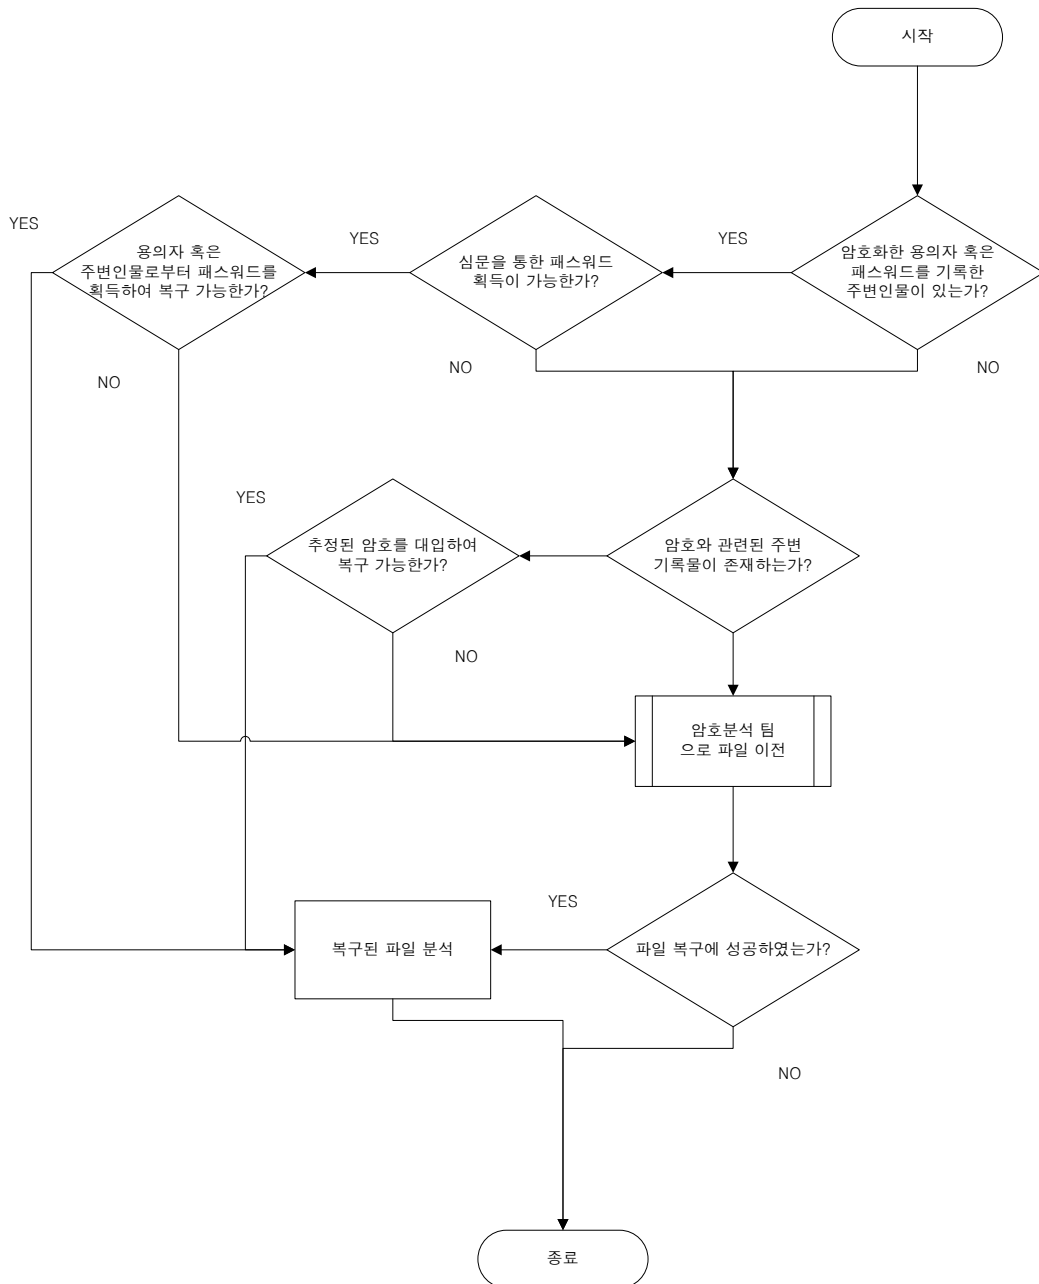 시작
YES
용의자 혹은
주변인물로부터 패스워드를
획득하여 복구 가능한가?
YES
심문을 통한 패스워드
획득이 가능한가?
YES
암호화한 용의자 혹은
패스워드를 기록한
주변인물이 있는가?
NO
NO
NO
YES
추정된 암호를 대입하여
복구 가능한가?
암호와 관련된 주변
기록물이 존재하는가?
NO
암호분석 팀
으로 파일 이전
YES
복구된 파일 분석
파일 복구에 성공하였는가?
NO
종료